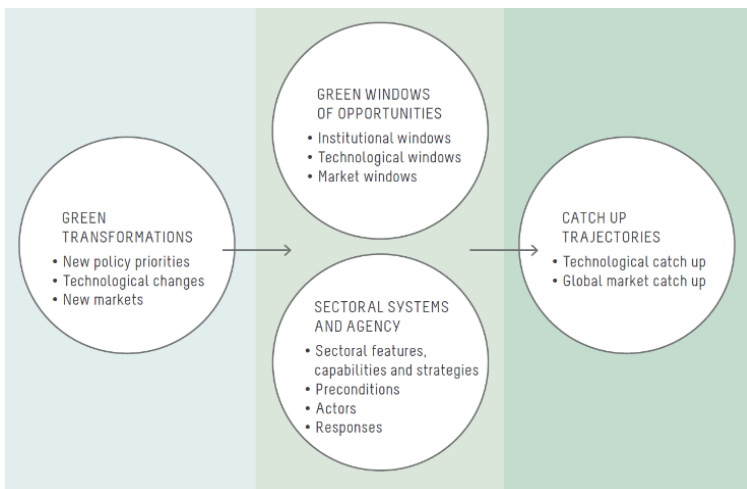 GREEN
TRANSFORMATIONS
• New policy priorities
• Technological changes
• New markets
GREEN WINDOWS
OF OPPORTUNITIES
• Institutional windows
• Technological windows
• Market windows
SECTORAL SYSTEMS
AND AGENCY
• Sectoral features,
capabilities and strategies
• Preconditions
• Actors
• Responses
CATCH UP
TRAJECTORIES
• Technological catch up
• Global market catch up